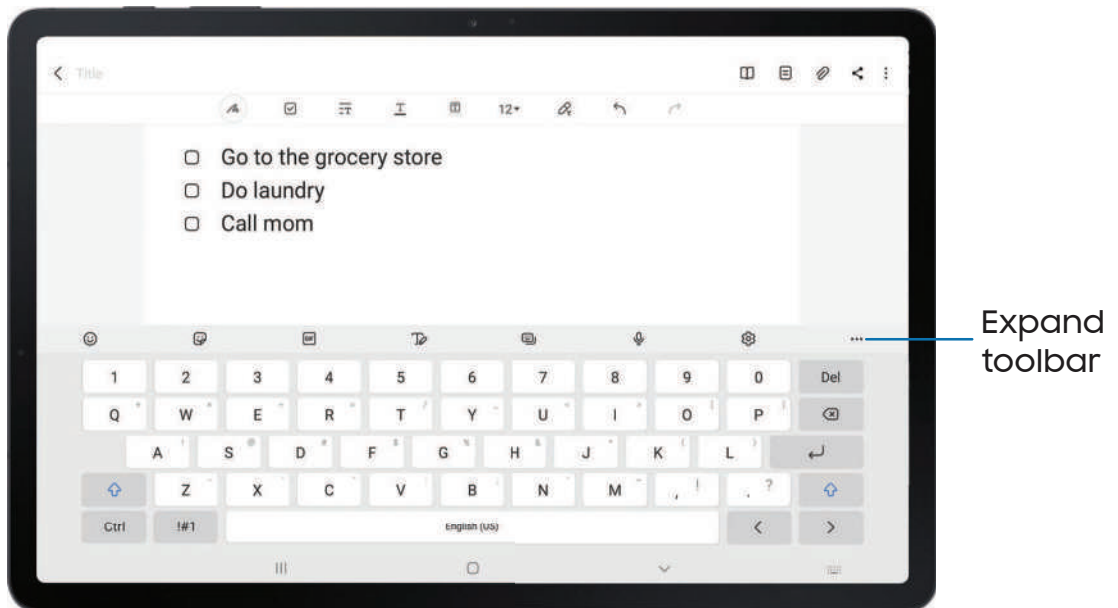 Title
12
Go to the grocery store
Do laundry
Call mom
GIF
Expand
toolbar
1 2 3 4 5 6 7 8 9 0 Del
Q W E R T Y U I O P
A S D F G H J K L
Z X C V B N M , ! . ?
Ctrl !#1 English (US) < >